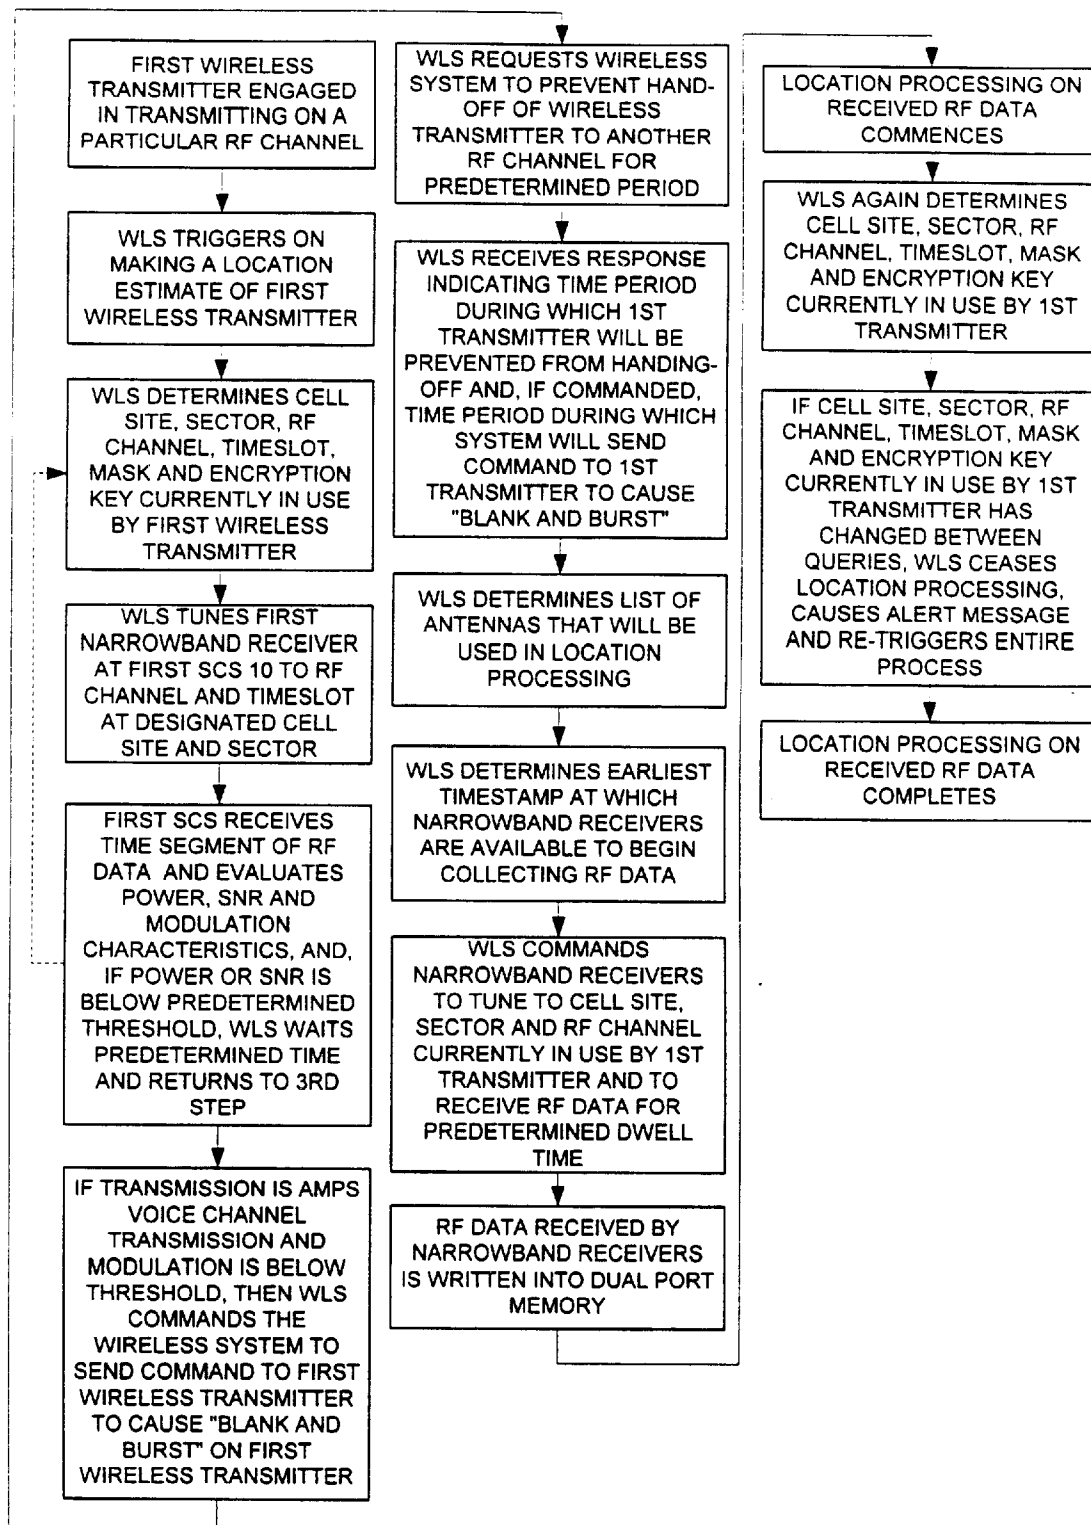 FIRST WIRELESS
TRANSMITTER ENGAGED
IN TRANSMITTING ON A
PARTICULAR RF CHANNEL
WLS TRIGGERS ON
MAKING A LOCATION
ESTIMATE OF FIRST
WIRELESS TRANSMITTER
WLS DETERMINES CELL
SITE, SECTOR, RF
CHANNEL, TIMESLOT,
MASK AND ENCRYPTION
KEY CURRENTLY IN USE
BY FIRST WIRELESS
TRANSMITTER
WLS TUNES FIRST
NARROWBAND RECEIVER
AT FIRST SCS 10 TO RF
CHANNEL AND TIMESLOT
AT DESIGNATED CELL
SITE AND SECTOR
FIRST SCS RECEIVES
TIME SEGMENT OF RF
DATA AND EVALUATES
POWER, SNR AND
MODULATION
CHARACTERISTICS, AND,
IF POWER OR SNR IS
BELOW PREDETERMINED
THRESHOLD, WLS WAITS
PREDETERMINED TIME
AND RETURNS TO 3RD
STEP
IF TRANSMISSION IS AMPS
VOICE CHANNEL
TRANSMISSION AND
MODULATION IS BELOW
THRESHOLD, THEN WLS
COMMANDS THE
WIRELESS SYSTEM TO
SEND COMMAND TO FIRST
WIRELESS TRANSMITTER
TO CAUSE "BLANK AND
BURST" ON FIRST
WIRELESS TRANSMITTER
WLS REQUESTS WIRELESS
SYSTEM TO PREVENT HAND-
OFF OF WIRELESS
TRANSMITTER TO ANOTHER
RF CHANNEL FOR
PREDETERMINED PERIOD
WLS RECEIVES RESPONSE
INDICATING TIME PERIOD
DURING WHICH 1ST
TRANSMITTER WILL BE
PREVENTED FROM HANDING-
OFF AND, IF COMMANDED,
TIME PERIOD DURING WHICH
SYSTEM WILL SEND
COMMAND TO 1ST
TRANSMITTER TO CAUSE
"BLANK AND BURST"
WLS DETERMINES LIST OF
ANTENNAS THAT WILL BE
USED IN LOCATION
PROCESSING
WLS DETERMINES EARLIEST
TIMESTAMP AT WHICH
NARROWBAND RECEIVERS
ARE AVAILABLE TO BEGIN
COLLECTING RF DATA
WLS COMMANDS
NARROWBAND RECEIVERS
TO TUNE TO CELL SITE,
SECTOR AND RF CHANNEL
CURRENTLY IN USE BY 1ST
TRANSMITTER AND TO
RECEIVE RF DATA FOR
PREDETERMINED DWELL
TIME
RF DATA RECEIVED BY
NARROWBAND RECEIVERS
IS WRITTEN INTO DUAL PORT
MEMORY
LOCATION PROCESSING ON
RECEIVED RF DATA
COMMENCES
WLS AGAIN DETERMINES
CELL SITE, SECTOR, RF
CHANNEL, TIMESLOT, MASK
AND ENCRYPTION KEY
CURRENTLY IN USE BY 1ST
TRANSMITTER
IF CELL SITE, SECTOR, RF
CHANNEL, TIMESLOT, MASK
AND ENCRYPTION KEY
CURRENTLY IN USE BY 1ST
TRANSMITTER HAS
CHANGED BETWEEN
QUERIES, WLS CEASES
LOCATION PROCESSING,
CAUSES ALERT MESSAGE
AND RE-TRIGGERS ENTIRE
PROCESS
LOCATION PROCESSING ON
RECEIVED RF DATA
COMPLETES